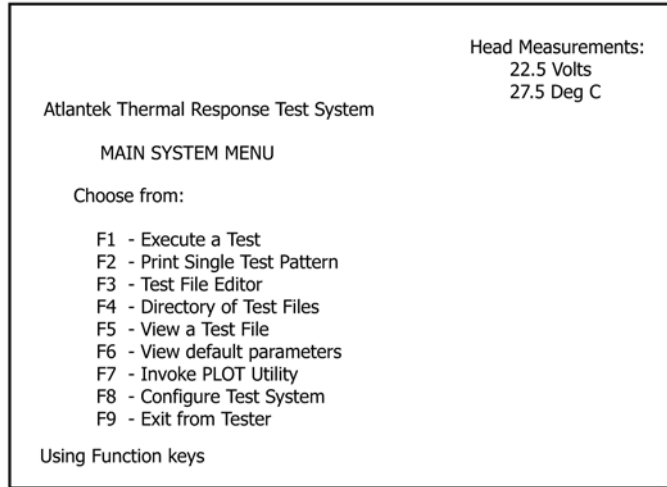 Head Measurements:
22.5 Volts
27.5 Deg C
Atlantek Thermal Response Test System
MAIN SYSTEM MENU
Choose from:
F1 - Execute a Test
F2 - Print Single Test Pattern
F3 - Test File Editor
F4 - Directory of Test Files
F5 - View a Test File
F6 - View default parameters
F7 - Invoke PLOT Utility
F8 - Configure Test System
F9 - Exit from Tester
Using Function keys